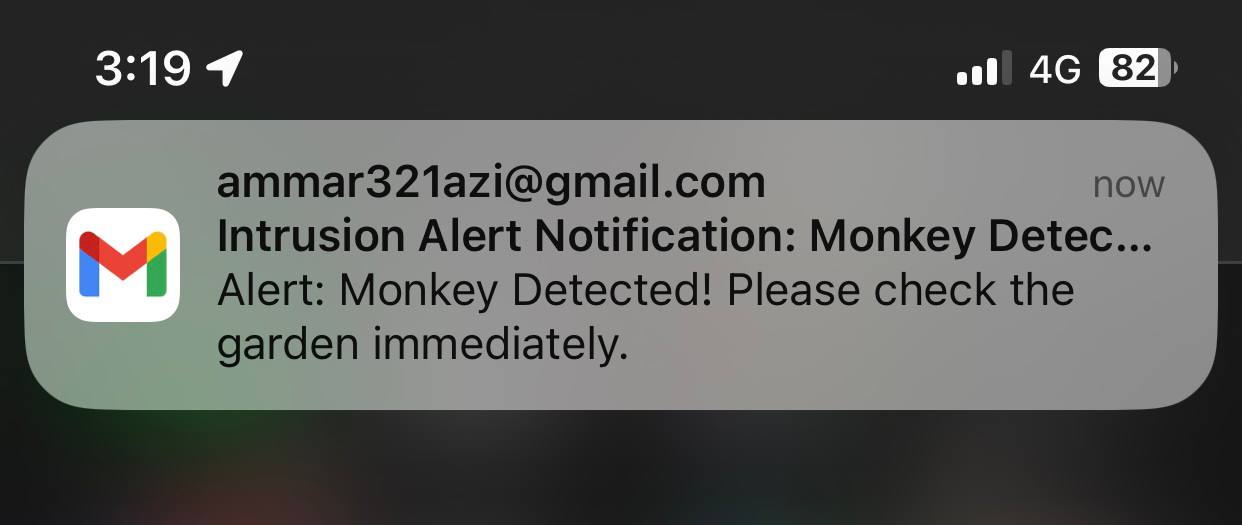 3:19 4G 82
ammar321azi@gmail.com now
Intrusion Alert Notification: Monkey Detec...
Alert: Monkey Detected! Please check the
garden immediately.